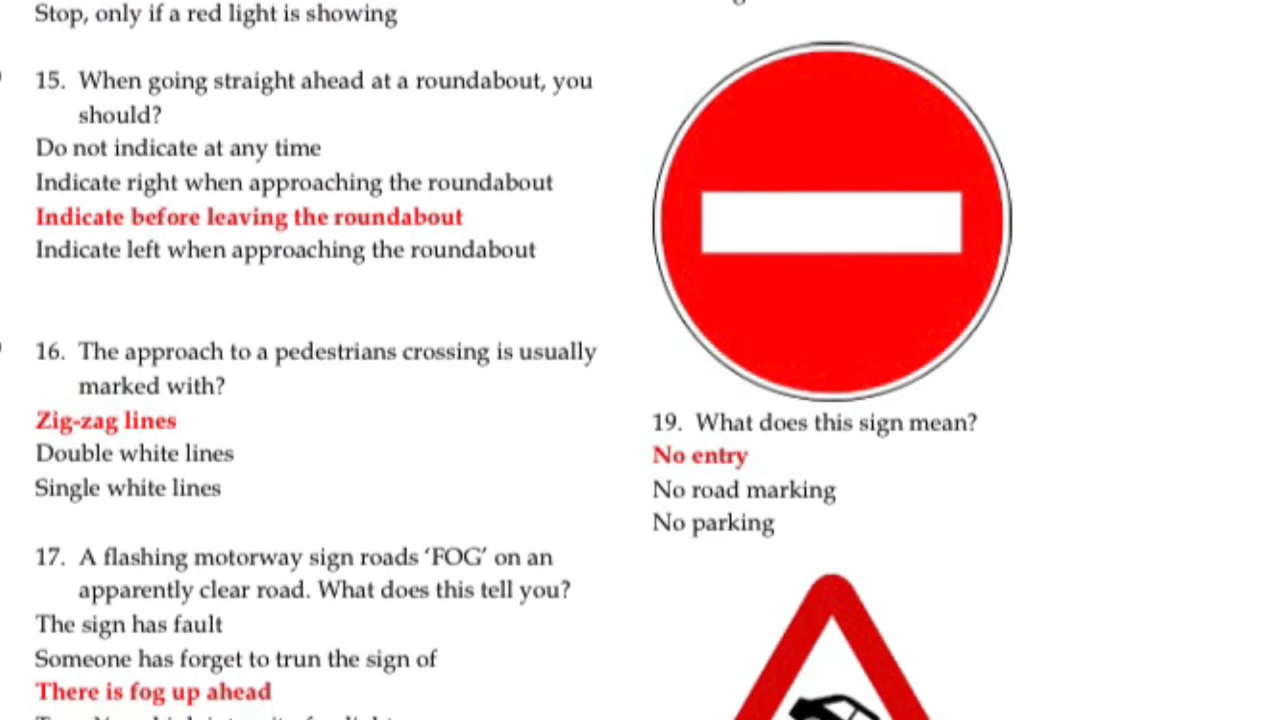 Stop, only if a red light is showing
15. When going straight ahead at a roundabout, you
should?
Do not indicate at any time
Indicate right when approaching the roundabout
Indicate before leaving the roundabout
Indicate left when approaching the roundabout
16. The approach to a pedestrians crossing is usually
marked with?
Zig-zag lines
Double white lines
Single white lines
17. A flashing motorway sign roads ‘FOG’ on an
apparently clear road. What does this tell you?
The sign has fault
Someone has forget to trun the sign of
There is fog up ahead
19. What does this sign mean?
No entry
No road marking
No parking